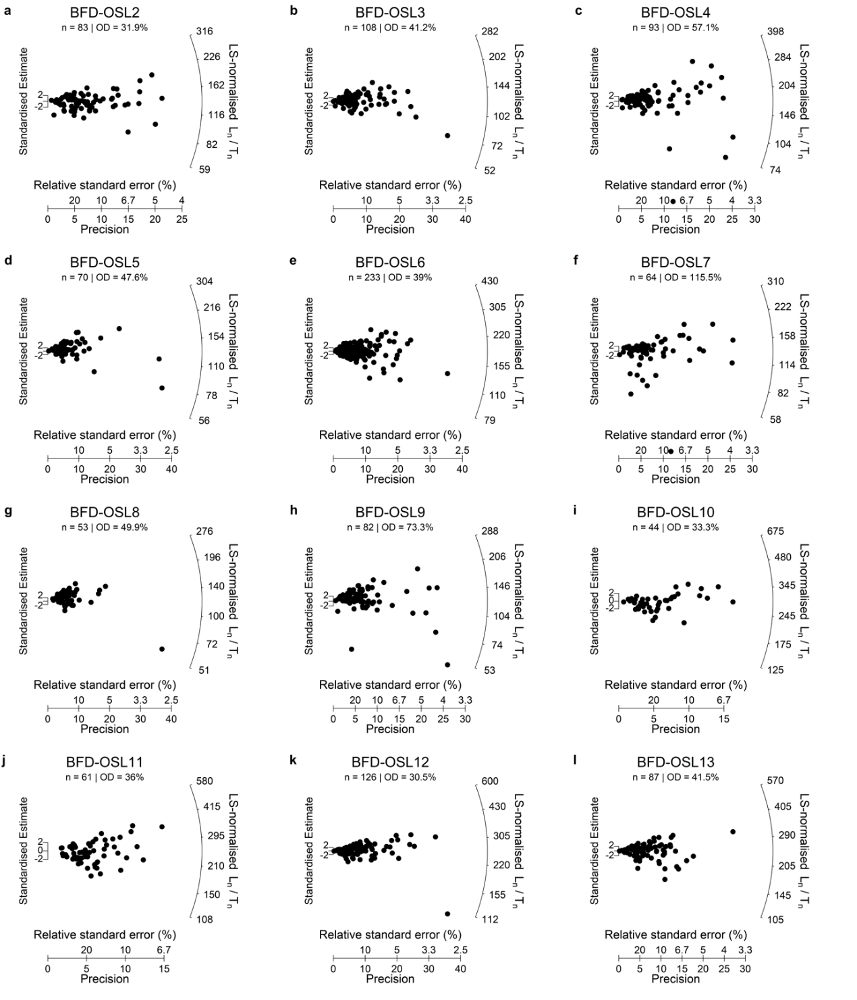 a
BFD-OSL2
n = 83 | OD = 31.9%
Standardised Estimate
2
-2
316
226
162
116
82
59
LS-normalised Ln / Tn
Relative standard error (%)
20 10 6.7 5 4
0 5 10 15 20 25
Precision
b
BFD-OSL3
n = 108 | OD = 41.2%
Standardised Estimate
2
-2
282
202
144
102
72
52
LS-normalised Ln / Tn
Relative standard error (%)
10 5 3.3 2.5
0 10 20 30 40
Precision
c
BFD-OSL4
n = 93 | OD = 57.1%
Standardised Estimate
2
-2
398
284
204
146
104
74
LS-normalised Ln / Tn
Relative standard error (%)
20 10 6.7 5 4 3.3
0 5 10 15 20 25 30
Precision
d
BFD-OSL5
n = 70 | OD = 47.6%
Standardised Estimate
2
-2
304
216
154
110
78
56
LS-normalised Ln / Tn
Relative standard error (%)
10 5 3.3 2.5
0 10 20 30 40
Precision
e
BFD-OSL6
n = 233 | OD = 39%
Standardised Estimate
2
-2
430
305
220
155
110
79
LS-normalised Ln / Tn
Relative standard error (%)
10 5 3.3 2.5
0 10 20 30 40
Precision
f
BFD-OSL7
n = 64 | OD = 115.5%
Standardised Estimate
2
-2
310
222
158
114
82
58
LS-normalised Ln / Tn
Relative standard error (%)
20 10 6.7 5 4 3.3
0 5 10 15 20 25 30
Precision
g
BFD-OSL8
n = 53 | OD = 49.9%
Standardised Estimate
2
-2
276
196
140
100
72
51
LS-normalised Ln / Tn
Relative standard error (%)
10 5 3.3 2.5
0 10 20 30 40
Precision
h
BFD-OSL9
n = 82 | OD = 73.3%
Standardised Estimate
2
-2
288
206
146
104
74
53
LS-normalised Ln / Tn
Relative standard error (%)
20 10 6.7 5 4 3.3
0 5 10 15 20 25 30
Precision
i
BFD-OSL10
n = 44 | OD = 33.3%
Standardised Estimate
2
0
-2
675
480
345
245
175
125
LS-normalised Ln / Tn
Relative standard error (%)
20 10 6.7
0 5 10 15
Precision
j
BFD-OSL11
n = 61 | OD = 36%
Standardised Estimate
2
0
-2
580
415
295
210
150
108
LS-normalised Ln / Tn
Relative standard error (%)
20 10 6.7
0 5 10 15
Precision
k
BFD-OSL12
n = 126 | OD = 30.5%
Standardised Estimate
2
-2
600
430
305
220
155
112
LS-normalised Ln / Tn
Relative standard error (%)
10 5 3.3 2.5
0 10 20 30 40
Precision
l
BFD-OSL13
n = 87 | OD = 41.5%
Standardised Estimate
2
-2
570
405
290
205
145
105
LS-normalised Ln / Tn
Relative standard error (%)
20 10 6.7 5 4 3.3
0 5 10 15 20 25 30
Precision